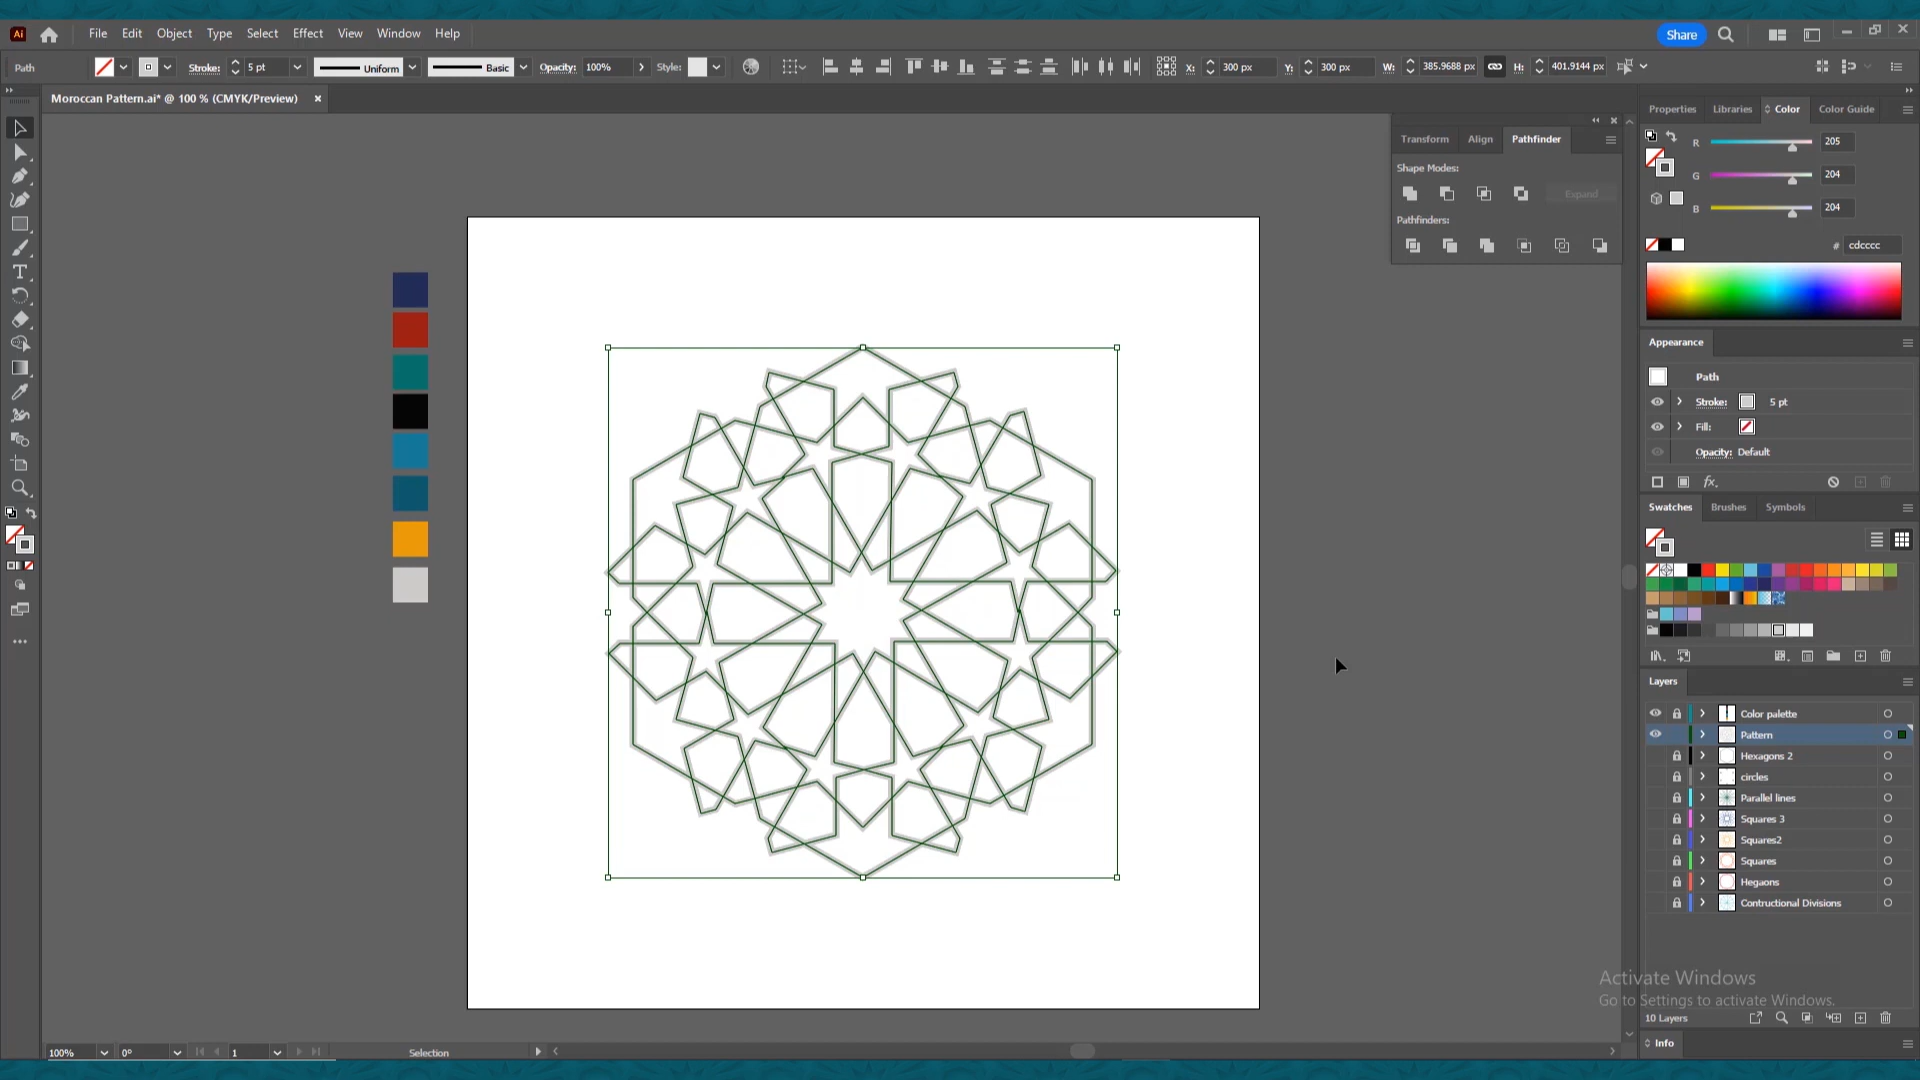 Ai File Edit Object Type Select Effect View Window Help Share
Path Stroke: 5 pt Uniform Basic Opacity: 100% Style: X: 300 px Y: 300 px W: 385.9688 px H: 401.9144 px
Moroccan Pattern.ai* @ 100 % (CMYK/Preview)
Transform Align Pathfinder
Shape Modes:
Expand
Pathfinders:
Properties Libraries Color Color Guide
R 205
G 204
B 204
# cdcccc
Appearance
Path
Stroke: 5 pt
Fill:
Opacity: Default
fx.
Swatches Brushes Symbols
Layers
Color palette
Pattern
Hexagons 2
circles
Parallel lines
Squares 3
Squares2
Squares
Hegaons
Contructional Divisions
Activate Windows
Go to Settings to activate Windows.
10 Layers
Info
100% 0° 1 Selection